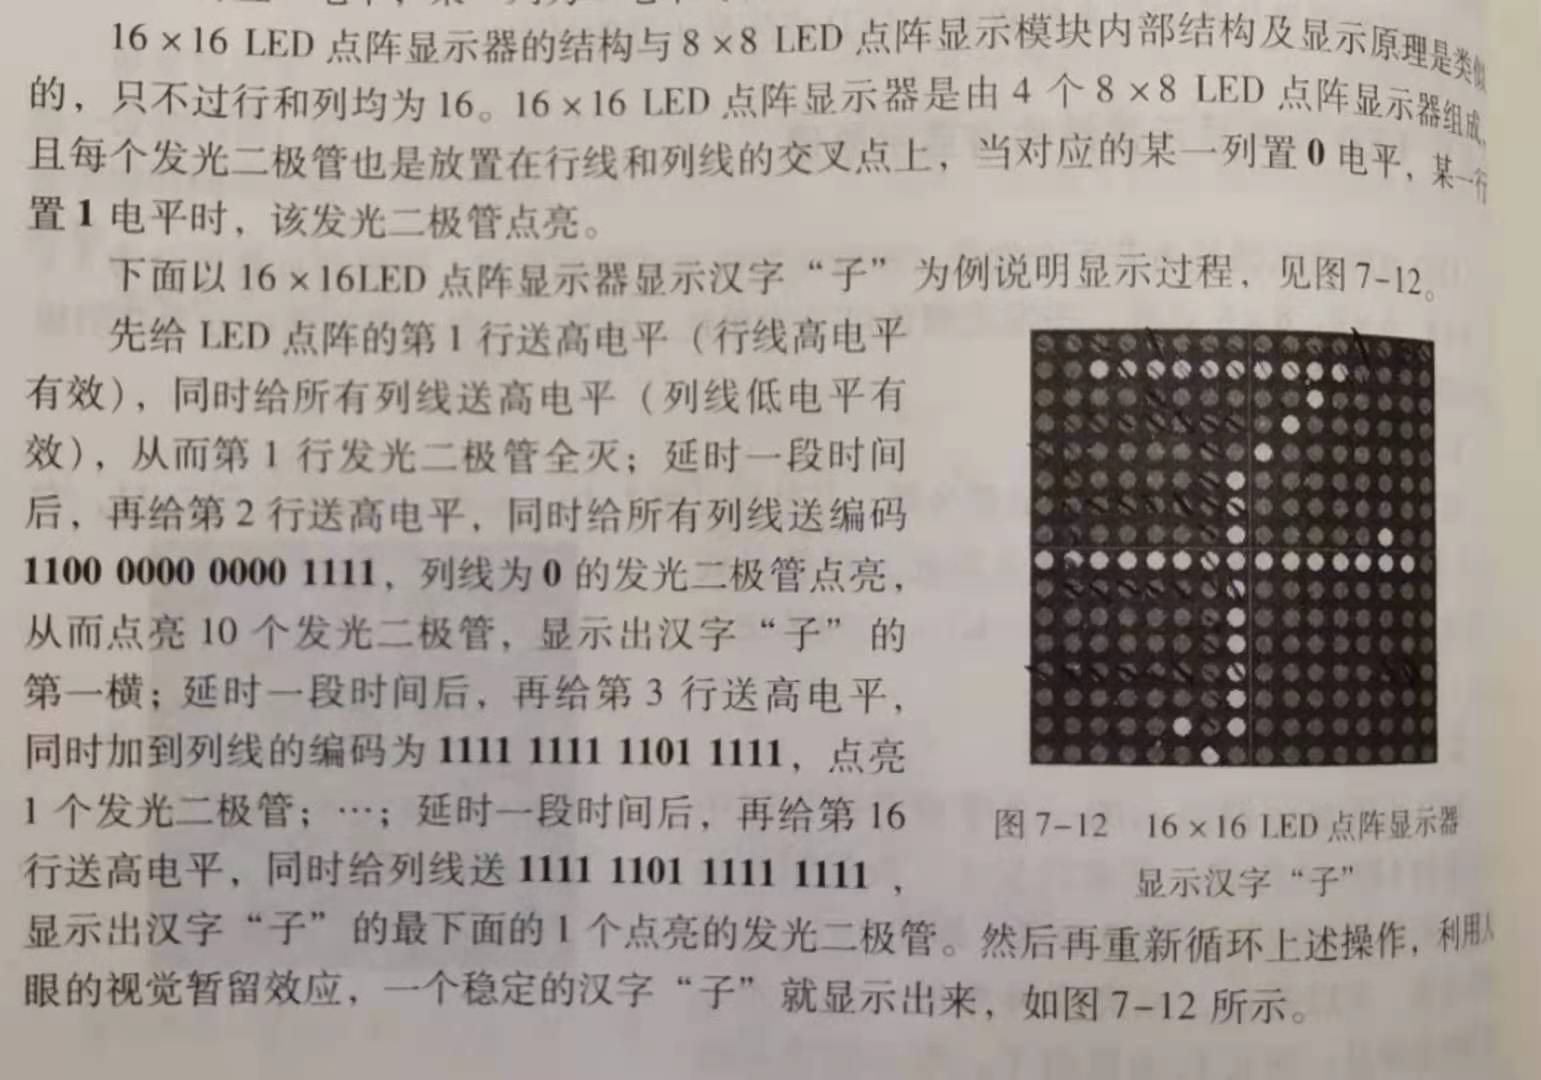 16×16 LED 点阵显示器的结构与 8×8 LED 点阵显示模块内部结构及显示原理是类似
的，只不过行和列均为 16。16×16 LED 点阵显示器是由 4 个 8×8 LED 点阵显示器组成，
且每个发光二极管也是放置在行线和列线的交叉点上，当对应的某一列置 0 电平，某一行
置 1 电平时，该发光二极管点亮。
下面以 16×16LED 点阵显示器显示汉字“子”为例说明显示过程，见图 7-12。
先给 LED 点阵的第 1 行送高电平（行线高电平
有效），同时给所有列线送高电平（列线低电平有
效），从而第 1 行发光二极管全灭；延时一段时间
后，再给第 2 行送高电平，同时给所有列线送编码
1100 0000 0000 1111，列线为 0 的发光二极管点亮，
从而点亮 10 个发光二极管，显示出汉字“子”的
第一横；延时一段时间后，再给第 3 行送高电平，
同时加到列线的编码为 1111 1111 1101 1111，点亮
1 个发光二极管；…；延时一段时间后，再给第 16
行送高电平，同时给列线送 1111 1101 1111 1111，
显示出汉字“子”的最下面的 1 个点亮的发光二极管。然后再重新循环上述操作，利用人
眼的视觉暂留效应，一个稳定的汉字“子”就显示出来，如图 7-12 所示。
图 7-12 16×16 LED 点阵显示器
显示汉字“子”